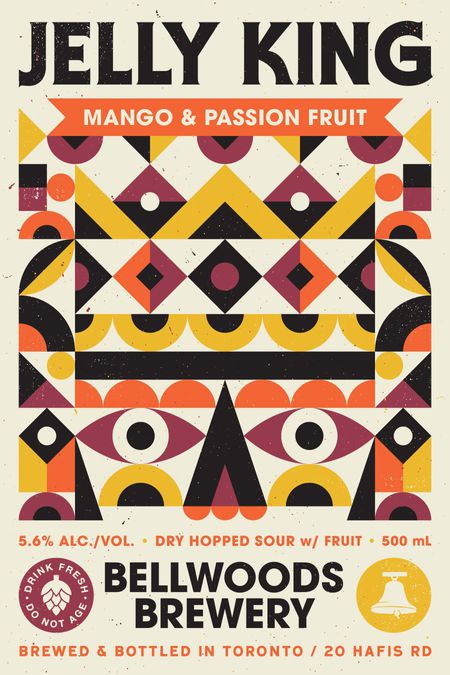 JELLY KING
MANGO & PASSION FRUIT
5.6% ALC./VOL. • DRY HOPPED SOUR w/ FRUIT • 500 mL
DRINK FRESH
• DO NOT AGE •
BELLWOODS
BREWERY
BREWED & BOTTLED IN TORONTO / 20 HAFIS RD